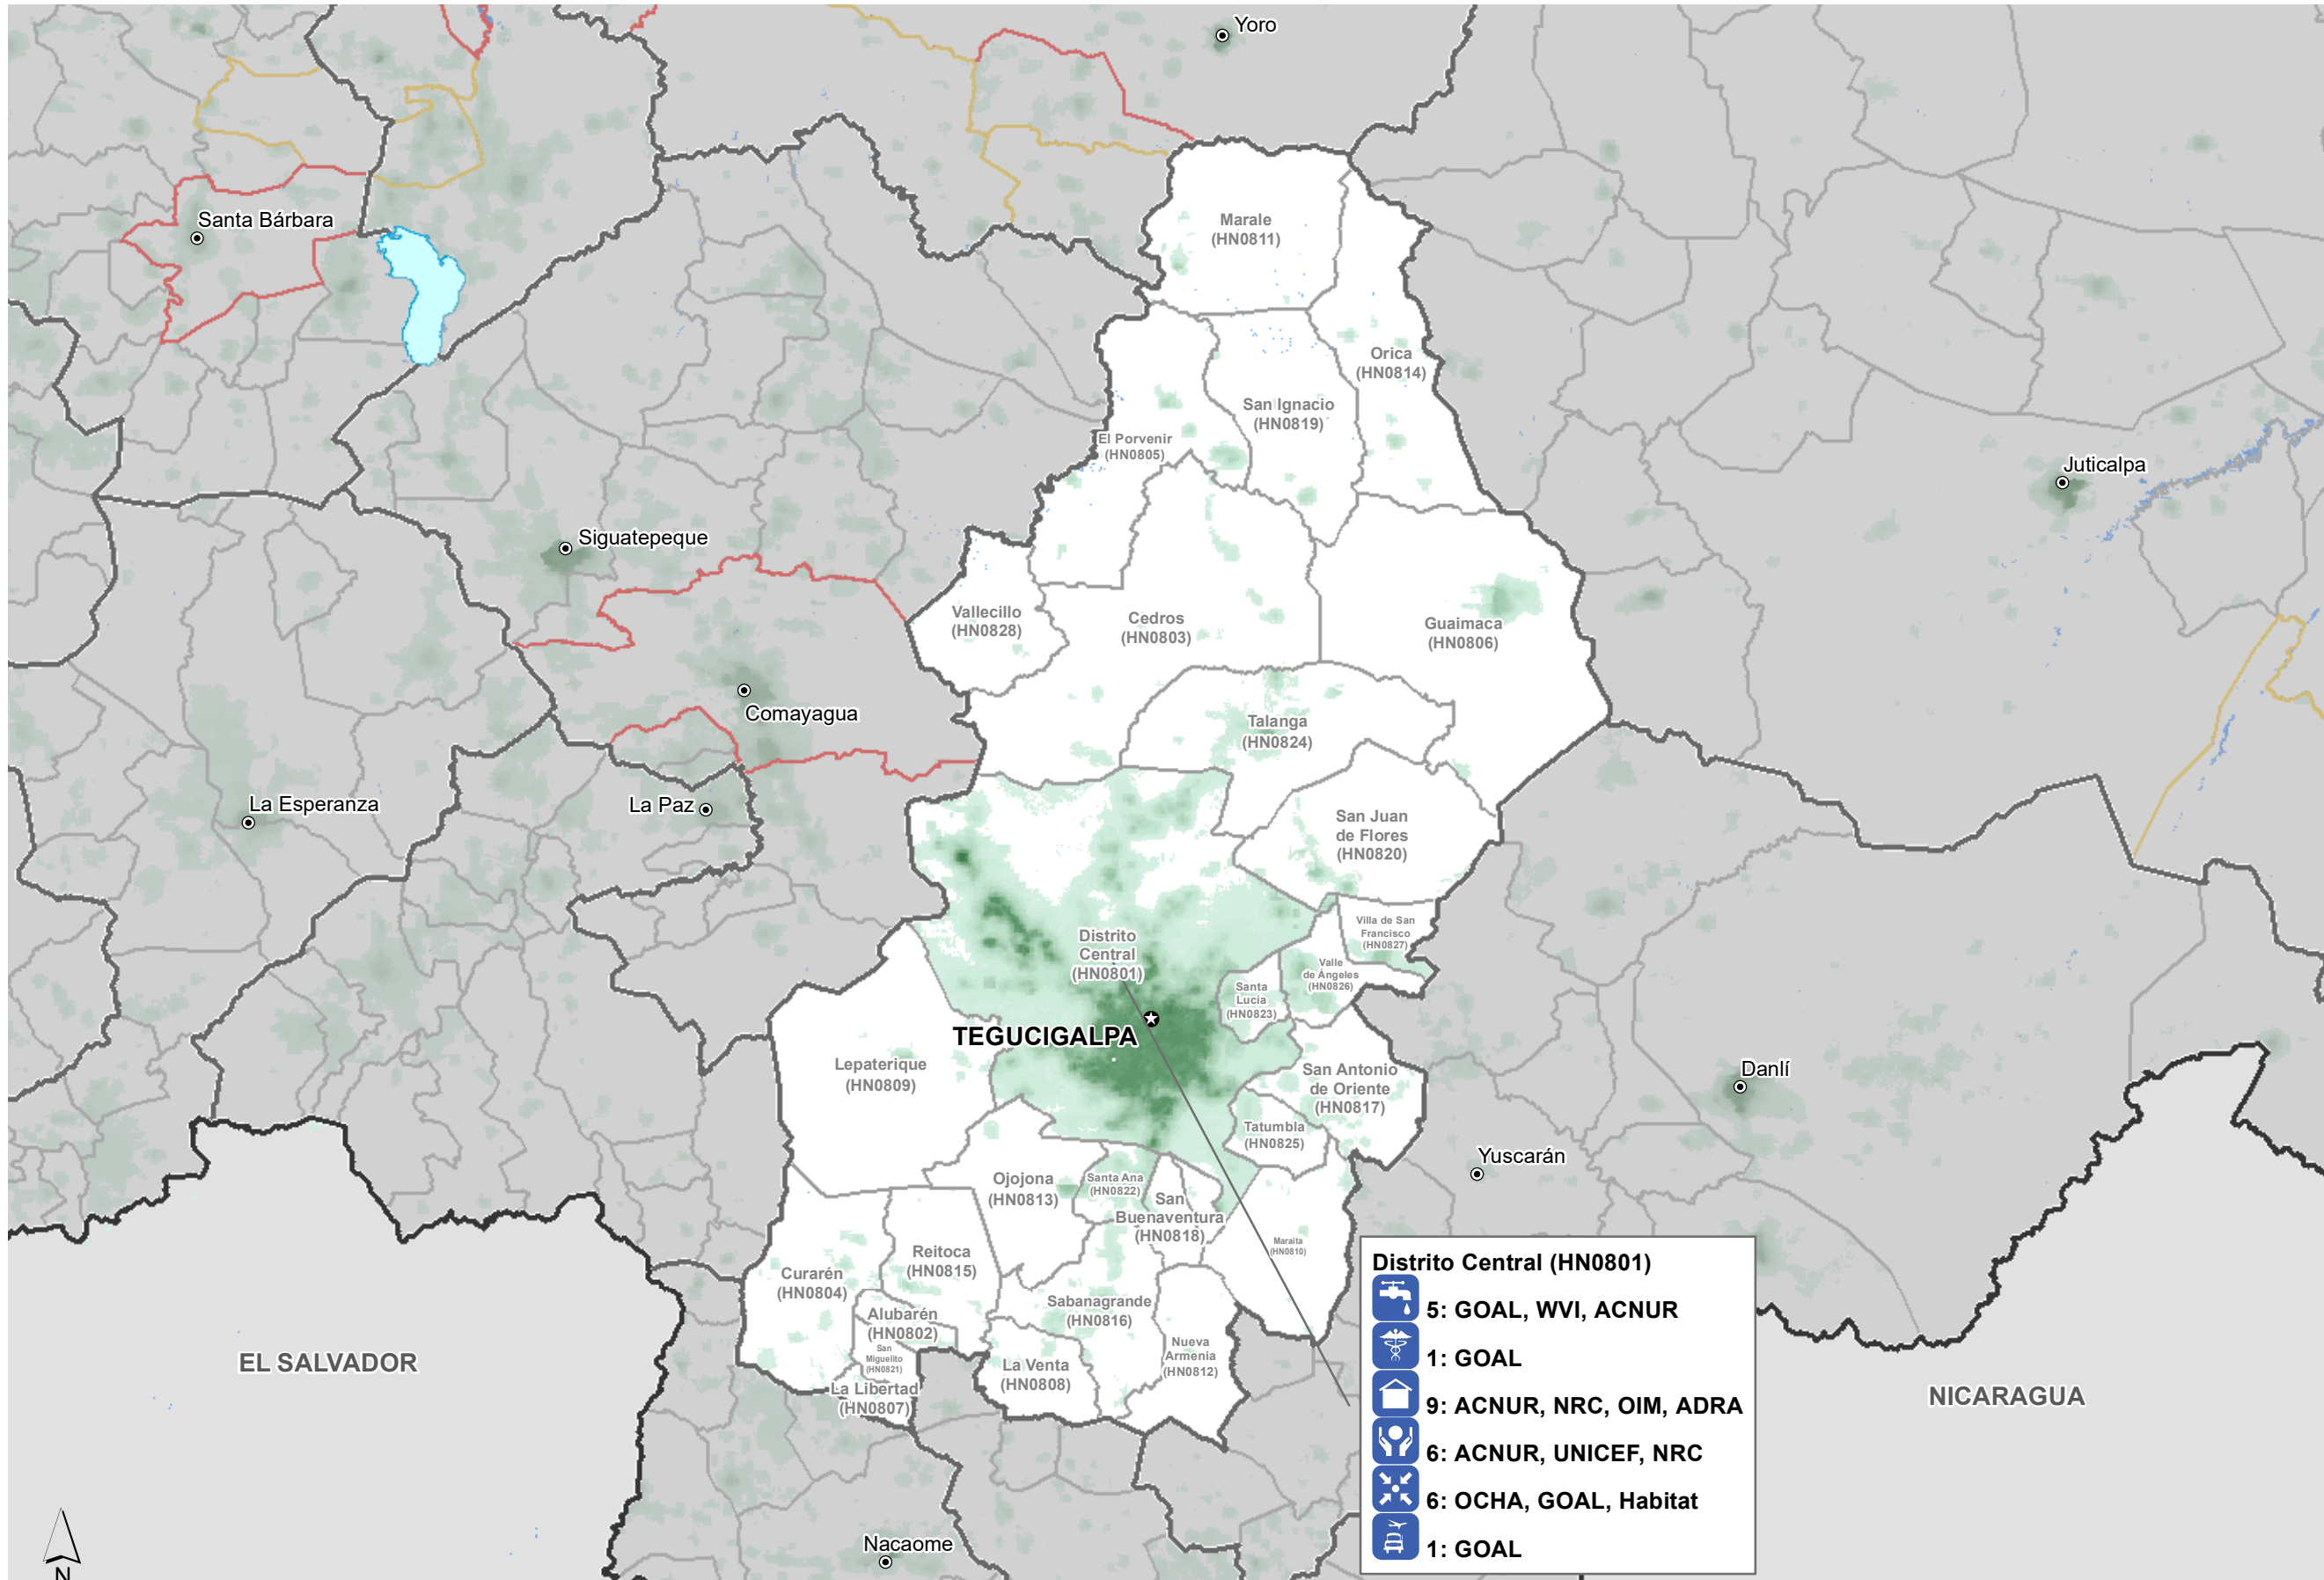 Yoro
Santa Bárbara
Marale
(HN0811)
Orica
(HN0814)
San Ignacio
(HN0819)
El Porvenir
(HN0805)
Juticalpa
Siguatepeque
Vallecillo
(HN0828)
Cedros
(HN0803)
Guaimaca
(HN0806)
Comayagua
Talanga
(HN0824)
La Esperanza
La Paz
San Juan
de Flores
(HN0820)
Villa de San
Francisco
(HN0827)
Distrito
Central
(HN0801)
Valle
de Ángeles
(HN0826)
Santa
Lucía
(HN0823)
TEGUCIGALPA
Lepaterique
(HN0809)
San Antonio
de Oriente
(HN0817)
Danlí
Tatumbla
(HN0825)
Yuscarán
Ojojona
(HN0813)
Santa Ana
(HN0822)
San
Buenaventura
(HN0818)
Maraita
(HN0810)
Reitoca
(HN0815)
Curarén
(HN0804)
Sabanagrande
(HN0816)
Alubarén
(HN0802)
San
Miguelito
(HN0821)
La Libertad
(HN0807)
La Venta
(HN0808)
Nueva
Armenia
(HN0812)
EL SALVADOR
NICARAGUA
Nacaome
N
Distrito Central (HN0801)
5: GOAL, WVI, ACNUR
1: GOAL
9: ACNUR, NRC, OIM, ADRA
6: ACNUR, UNICEF, NRC
6: OCHA, GOAL, Habitat
1: GOAL